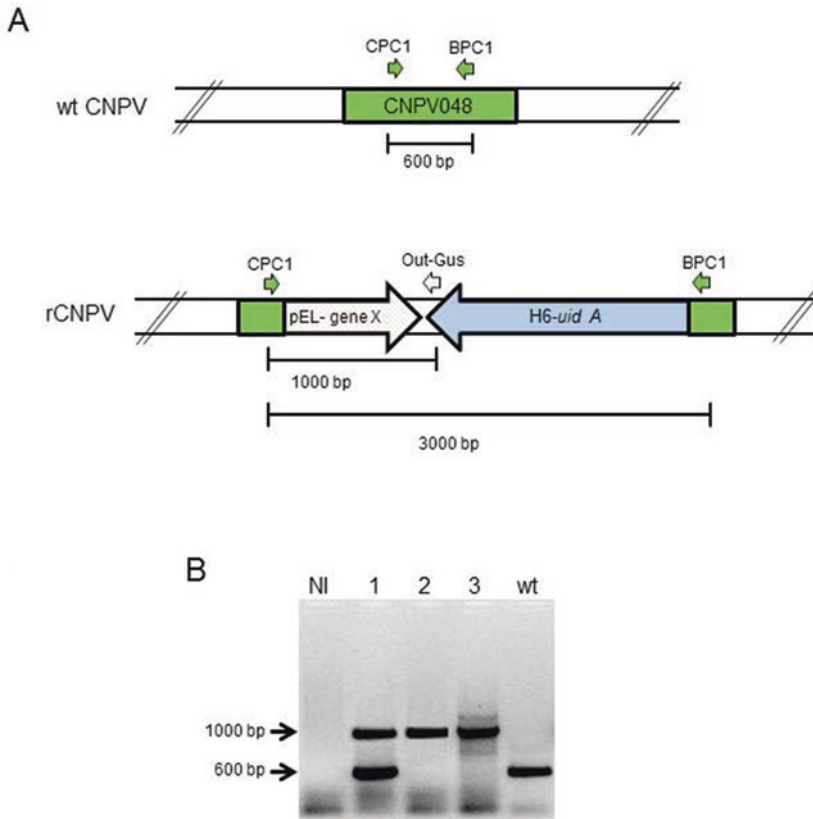 A
CPC1 BPC1
wt CNPV
CNPV048
600 bp
CPC1 Out-Gus BPC1
rCNPV
pEL- gene X H6-uid A
1000 bp
3000 bp
B
NI 1 2 3 wt
1000 bp
600 bp